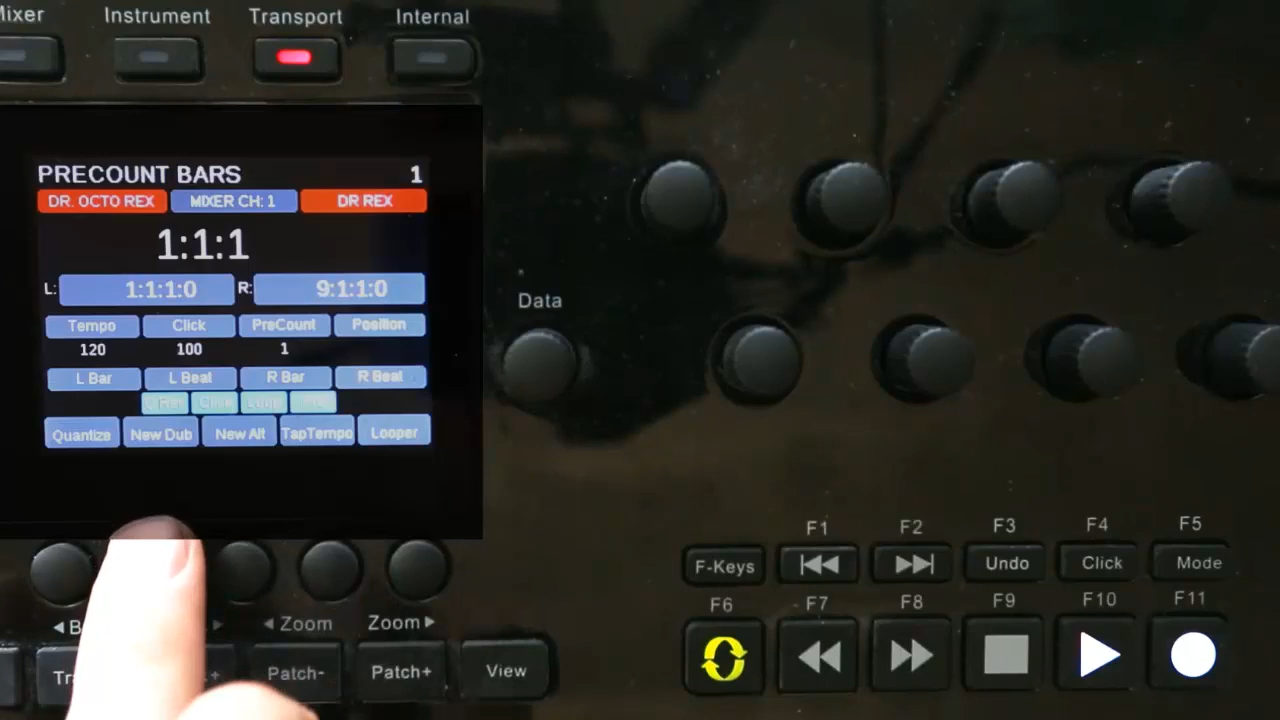 Mixer Instrument Transport Internal
PRECOUNT BARS 1
DR. OCTO REX MIXER CH: 1 DR REX
1:1:1
L: 1:1:1:0 R: 9:1:1:0
Tempo Click PreCount Position
120 100 1
L Bar L Beat R Bar R Beat
Click Loop
Quantize New Dub New Alt TapTempo Looper
Data
F1 F2 F3 F4 F5
F-Keys Undo Click Mode
F6 F7 F8 F9 F10 F11
Zoom Zoom
Patch- Patch+ View